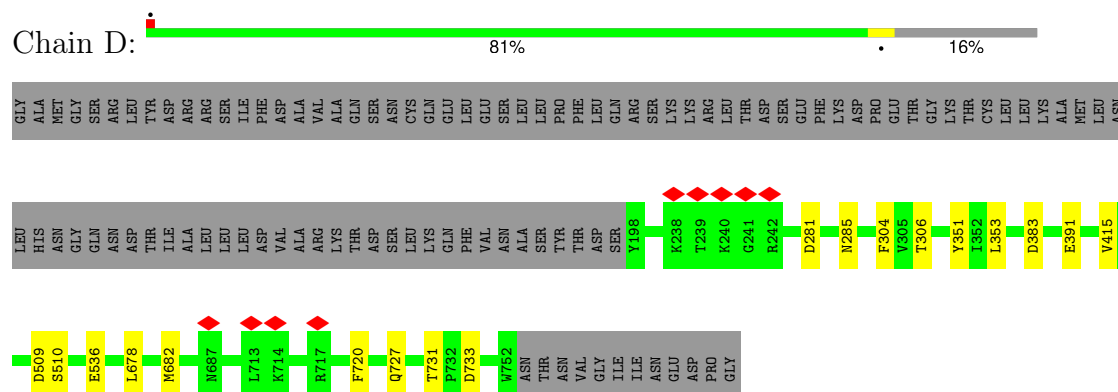 Chain D:
81%
16%
GLY ALA MET GLY SER ARG LEU TYR ASP ARG ARG SER ILE PHE ASP ALA VAL ALA GLN SER ASN CYS GLN GLU LEU GLU SER LEU LEU PRO PHE LEU GLN ARG SER LYS LYS ARG LEU THR ASP SER GLU PHE LYS ASP PRO GLU THR GLY LYS THR CYS LEU LEU LYS ALA MET LEU ASN
LEU HIS ASN GLY GLN ASN ASP THR ILE ALA LEU LEU LEU ASP VAL ALA ARG LYS THR ASP SER LEU LYS GLN PHE VAL ASN ALA SER TYR THR ASP SER Y198 K238 T239 K240 G241 R242 D281 N285 F304 V305 T306 Y351 I352 L353 D383 E391 V415
D509 S510 E536 L678 M682 N687 L713 K714 R717 F720 Q727 T731 P732 D733 W752 ASN THR ASN VAL GLY ILE ILE ASN GLU ASP PRO GLY